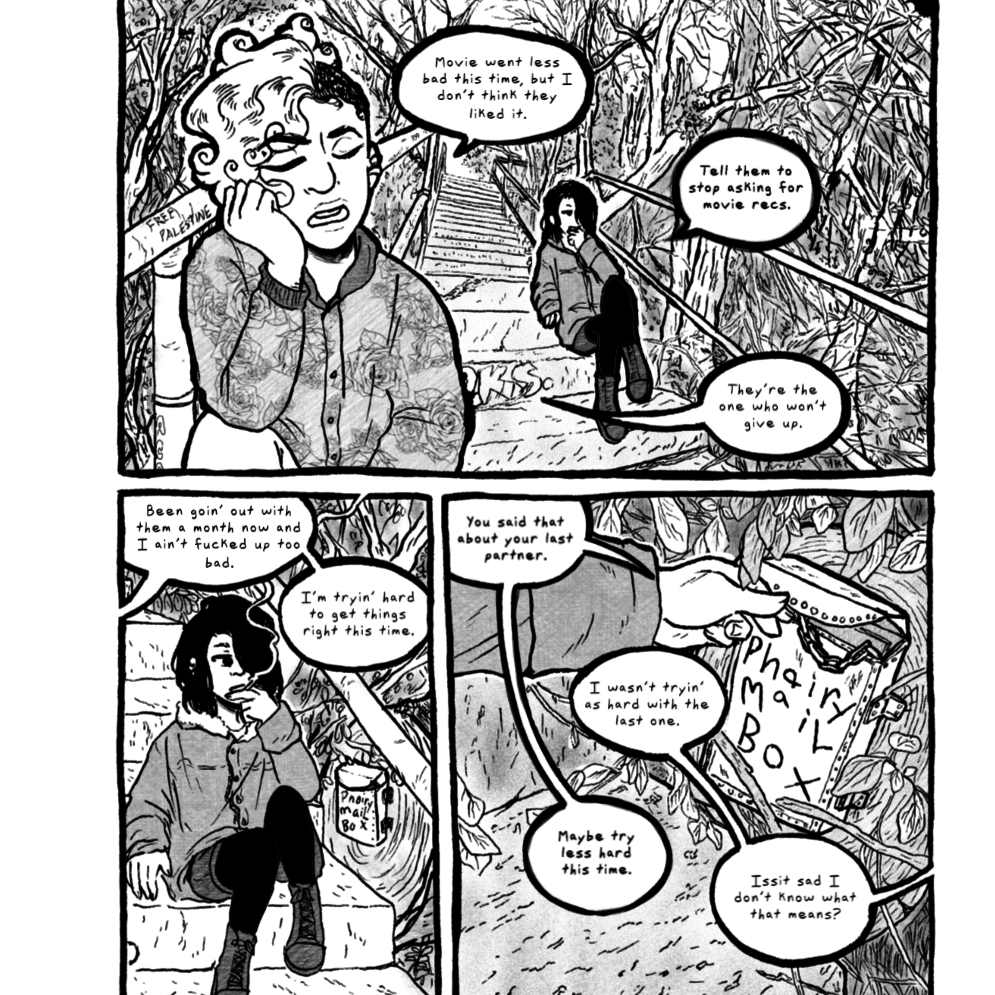 Movie went less
bad this time, but I
don't think they
liked it.
Tell them to
stop asking for
movie recs.
FREE
PALESTINE
They're the
one who won't
give up.
Been goin' out with
them a month now and
I ain't fucked up too
bad.
I'm tryin' hard
to get things
right this time.
Phairy
Mail
Box
You said that
about your last
partner.
I wasn't tryin'
as hard with the
last one.
Phairy
MaiL
Box
Maybe try
less hard
this time.
Issit sad I
don't know what
that means?